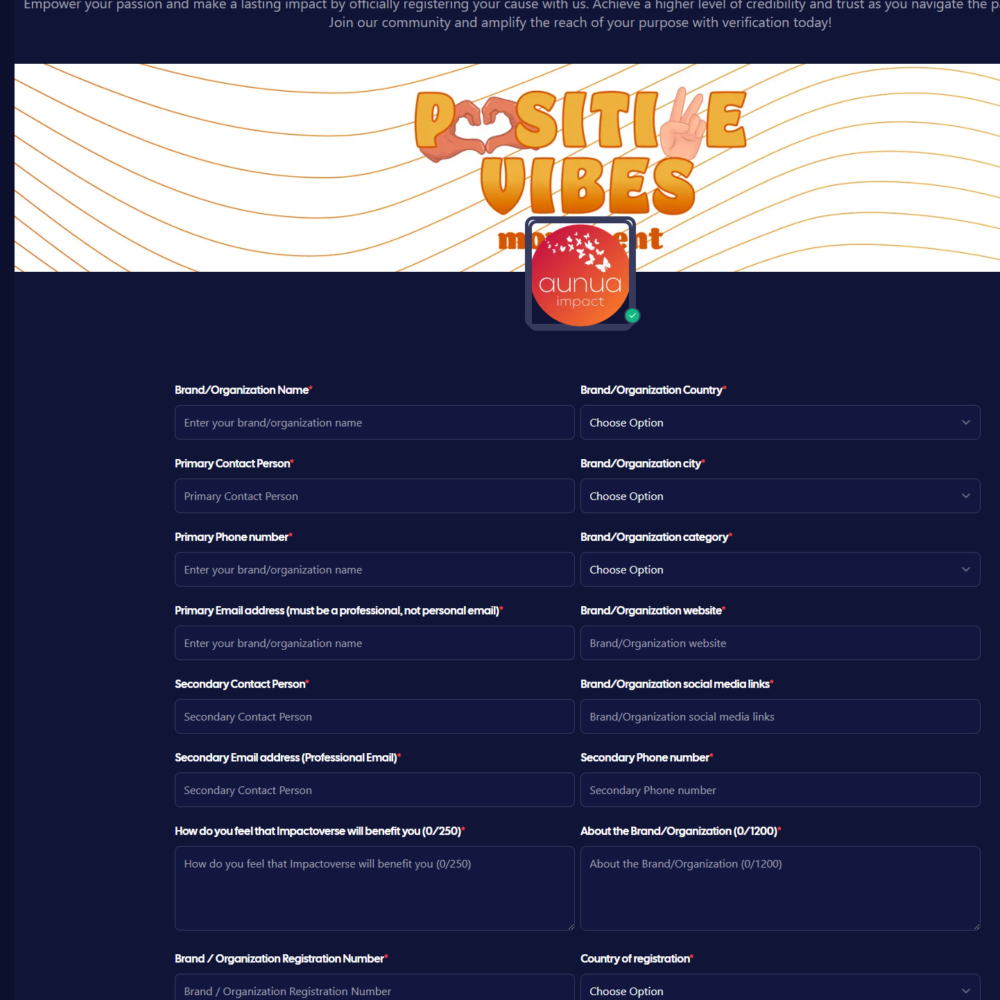 Empower your passion and make a lasting impact by officially registering your cause with us. Achieve a higher level of credibility and trust as you navigate the
Join our community and amplify the reach of your purpose with verification today!
POSITIVE
VIBES
aunua
impact
Brand/Organization Name*
Brand/Organization Country*
Enter your brand/organization name
Choose Option
Primary Contact Person*
Brand/Organization city*
Primary Contact Person
Choose Option
Primary Phone number*
Brand/Organization category*
Enter your brand/organization name
Choose Option
Primary Email address (must be a professional, not personal email)*
Brand/Organization website*
Enter your brand/organization name
Brand/Organization website
Secondary Contact Person*
Brand/Organization social media links*
Secondary Contact Person
Brand/Organization social media links
Secondary Email address (Professional Email)*
Secondary Phone number*
Secondary Contact Person
Secondary Phone number
How do you feel that Impactoverse will benefit you (0/250)*
About the Brand/Organization (0/1200)*
How do you feel that Impactoverse will benefit you (0/250)
About the Brand/Organization (0/1200)
Brand / Organization Registration Number*
Country of registration*
Brand / Organization Registration Number
Choose Option